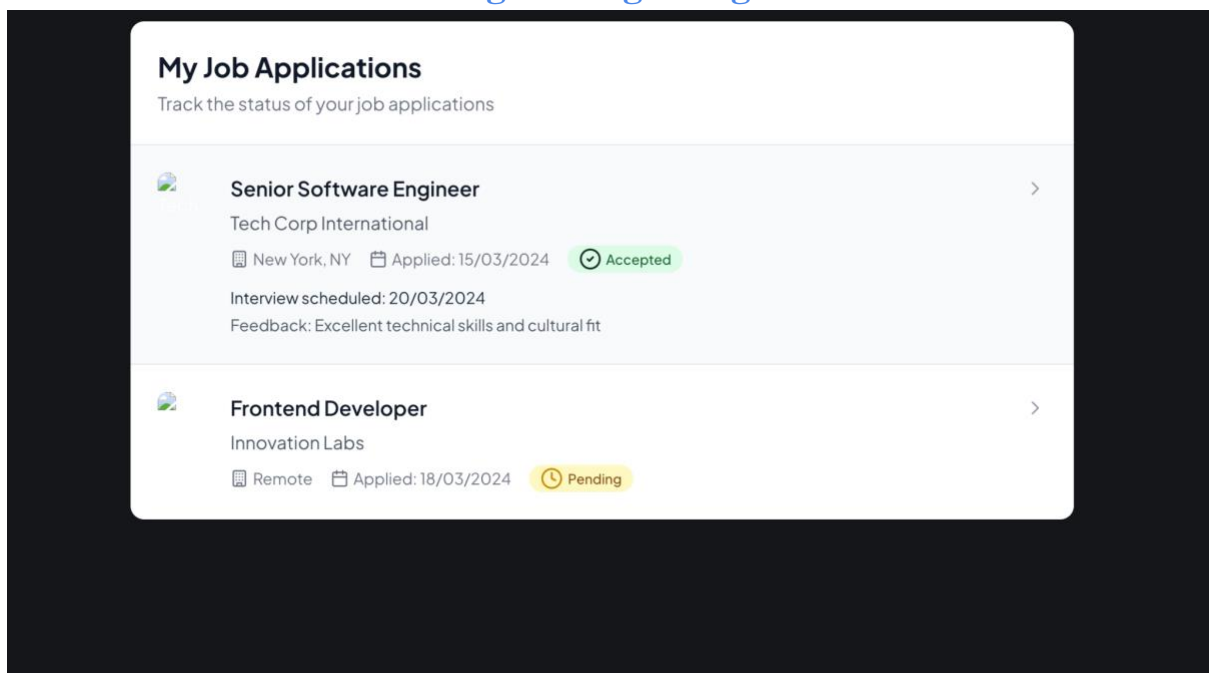 My Job Applications
Track the status of your job applications
Senior Software Engineer
Tech Corp International
New York, NY Applied: 15/03/2024 Accepted
Interview scheduled: 20/03/2024
Feedback: Excellent technical skills and cultural fit
Frontend Developer
Innovation Labs
Remote Applied: 18/03/2024 Pending